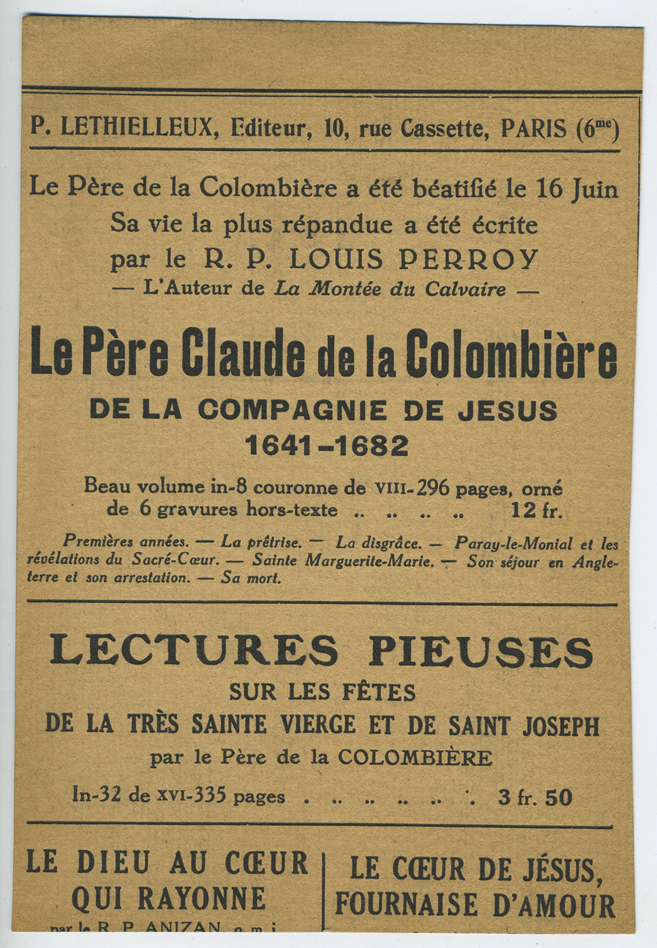 P. LETHIELLEUX, Editeur, 10, rue Cassette, PARIS (6me)
Le Père de la Colombière a été béatifié le 16 Juin
Sa vie la plus répandue a été écrite
par le R. P. LOUIS PERROY
— L'Auteur de La Montée du Calvaire —
Le Père Claude de la Colombière
DE LA COMPAGNIE DE JESUS
1641-1682
Beau volume in-8 couronne de VIII-296 pages, orné
de 6 gravures hors-texte .. .. .. .. 12 fr.
Premières années. — La prêtrise. — La disgrâce. — Paray-le-Monial et les
révélations du Sacré-Cœur. — Sainte Marguerite-Marie. — Son séjour en Angle-
terre et son arrestation. — Sa mort.
LECTURES PIEUSES
SUR LES FÊTES
DE LA TRÈS SAINTE VIERGE ET DE SAINT JOSEPH
par le Père de la COLOMBIÈRE
In-32 de XVI-335 pages . .. .. .. .. . 3 fr. 50
LE DIEU AU CŒUR
QUI RAYONNE
par le R. P. ANIZAN, o. m. i.
LE CŒUR DE JÉSUS,
FOURNAISE D'AMOUR